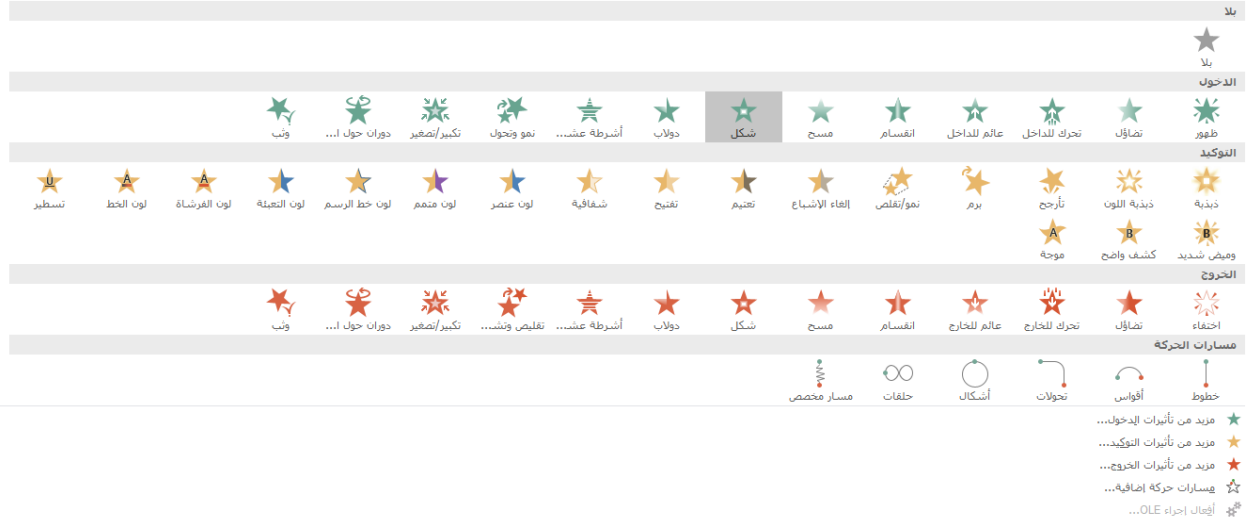 بلا
بلا
الدخول
ظهور تضاؤل تحرك للداخل عائم للداخل انقسام مسح شكل دولاب أشرطة عشـ... نمو وتحول تكبير/تصغير دوران حول ا... وثب
التوكيد
ذبذبة ذبذبة اللون تأرجح برم نمو/تقلص إلغاء الإشباع تعتيم تفتيح شفافية لون عنصر لون متمم لون خط الرسم لون التعبئة لون الفرشاة لون الخط تسطير
وميض شديد كشف واضح موجة
الخروج
اختفاء تضاؤل تحرك للخارج عائم للخارج انقسام مسح شكل دولاب أشرطة عشـ... تقليص وتشـ... تكبير/تصغير دوران حول ا... وثب
مسارات الحركة
خطوط أقواس تحولات أشكال حلقات مسار مخصص
مزيد من تأثيرات الدخول...
مزيد من تأثيرات التوكيد...
مزيد من تأثيرات الخروج...
مسارات حركة إضافية...
أفعال إجراء OLE...